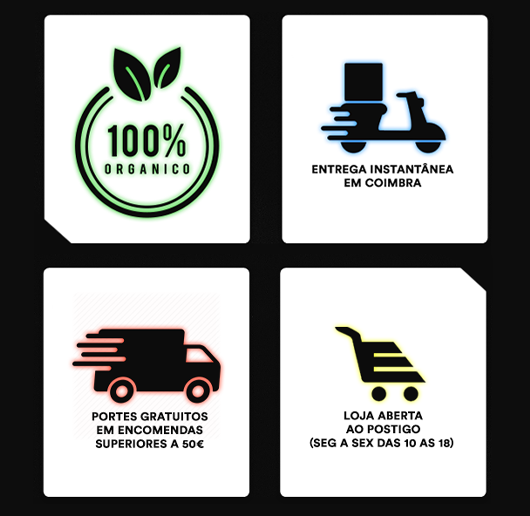 100%
ORGANICO
ENTREGA INSTANTÂNEA
EM COIMBRA
PORTES GRATUITOS
EM ENCOMENDAS
SUPERIORES A 50€
LOJA ABERTA
AO POSTIGO
(SEG A SEX DAS 10 AS 18)